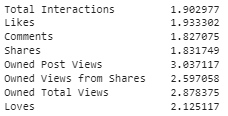 Total Interactions 1.902977
Likes 1.933302
Comments 1.827075
Shares 1.831749
Owned Post Views 3.037117
Owned Views from Shares 2.597058
Owned Total Views 2.878375
Loves 2.125117